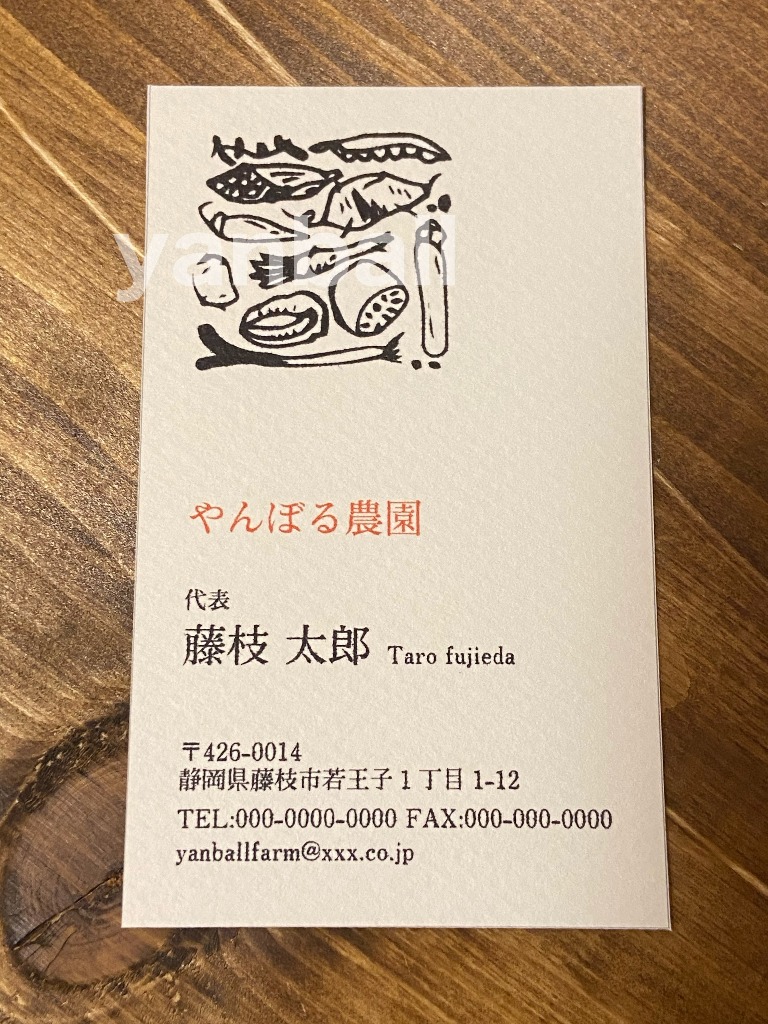 yanball
やんぼる農園
代表
藤枝 太郎 Taro fujieda
〒426-0014
静岡県藤枝市若王子1丁目1-12
TEL:000-0000-0000 FAX:000-000-0000
yanballfarm@xxx.co.jp